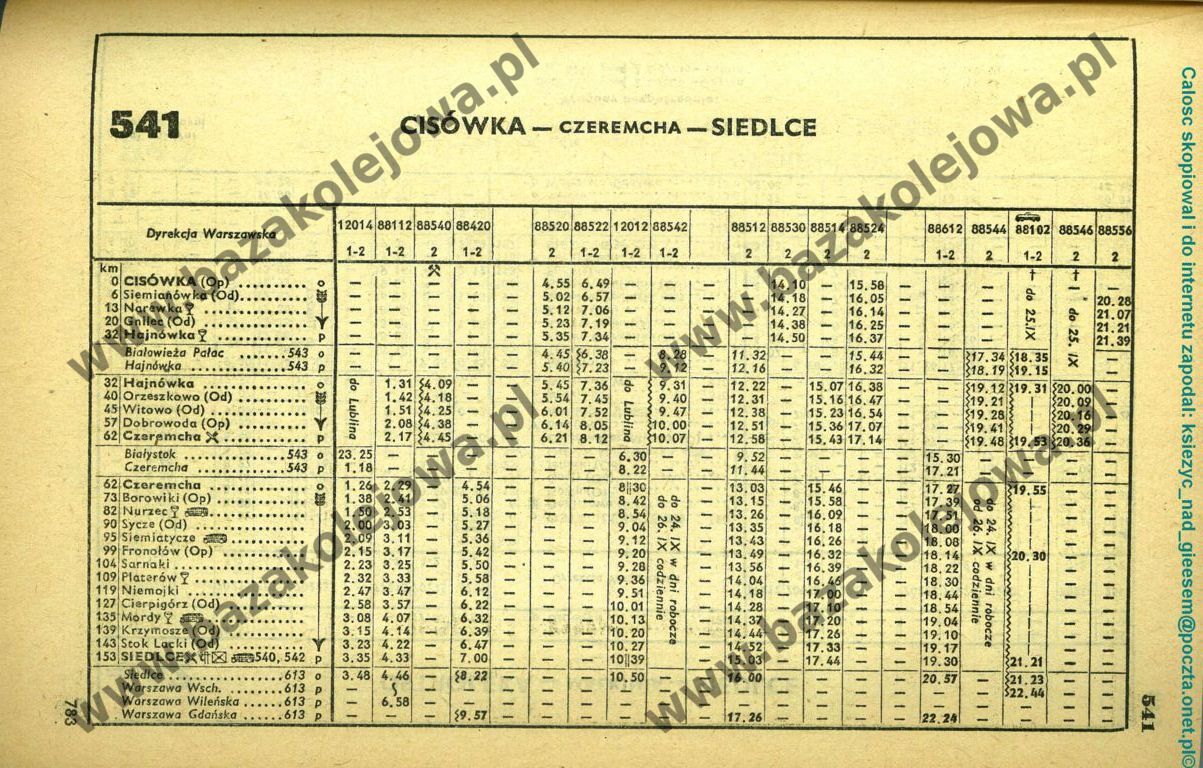 541 CISÓWKA — CZEREMCHA — SIEDLCE
Dyrekcja Warszawska 12014 88112 88540 88420 88520 88522 12012 88542 88512 88530 88514 88524 88612 88544 88102 88546 88556
1-2 1-2 2 1-2 2 1-2 1-2 1-2 2 2 2 2 1-2 2 1-2 2 2
km
0 CISÓWKA (Op) o — — — — 4.55 6.49 — — — 14.10 — 15.58 — — —
6 Siemianówka (Od) — — — — 5.02 6.57 — — — 14.18 — 16.05 — — 20.28
13 Narewka — — — — 5.12 7.06 — — — 14.27 — 16.14 — — 21.07
20 Gnilec (Od) — — — — 5.23 7.19 — — — 14.38 — 16.25 — — 21.21
32 Hajnówka p — — — — 5.35 7.34 — — — 14.50 — 16.37 — — 21.39
do 25.IX
do 25. IX
Białowieża Pałac 543 o — — — — 4.45 6.38 — 8.28 11.32 — — 15.44 — 17.34 18.35 — —
Hajnówka 543 p — — — — 5.40 7.23 — 9.12 12.16 — — 16.32 — 18.19 19.15 — —
32 Hajnówka o 1.31 4.09 — 5.45 7.36 9.31 12.22 — 15.07 16.38 — 19.12 19.31 20.00 —
40 Orzeszkowo (Od) 1.42 4.18 — 5.54 7.45 9.40 12.31 — 15.16 16.47 — 19.21 20.09 —
45 Witowo (Od) 1.51 4.25 — 6.01 7.52 9.47 12.38 — 15.23 16.54 — 19.28 20.16 —
57 Dobrowoda (Op) 2.08 4.38 — 6.14 8.05 10.00 12.51 — 15.36 17.07 — 19.41 20.29 —
62 Czeremcha p 2.17 4.45 — 6.21 8.12 10.07 12.58 — 15.43 17.14 — 19.48 19.53 20.36 —
do Lublina
do Lublina
Białystok 543 o 23.25 — — — — — 6.30 — 9.52 — — — 15.30 — — — —
Czeremcha 543 p 1.18 — — — — — 8.22 — 11.44 — — — 17.21 — — — —
62 Czeremcha o 1.26 2.29 — 4.54 — — 8.30 13.03 — 15.46 — 17.27 19.55 — —
73 Borowiki (Op) 1.38 2.41 — 5.06 — — 8.42 13.15 — 15.58 — 17.39 — —
82 Nurzec 2.53 — 5.18 — — 8.54 13.26 — 16.09 — 17.51 — —
90 Sycze (Od) 2.00 3.03 — 5.27 — — 9.04 13.35 — 16.18 — 18.00 — —
95 Siemiatycze 2.09 3.11 — 5.36 — — 9.12 13.43 — 16.26 — 18.08 — —
99 Fronołów (Op) 2.15 3.17 — 5.42 — — 9.20 13.49 — 16.32 — 18.14 20.30 — —
104 Sarnaki 2.23 3.25 — 5.50 — — 9.28 13.56 — 16.39 — 18.22 — —
109 Płaterów 2.32 3.33 — 5.58 — — 9.36 14.04 — 16.46 — 18.30 — —
119 Niemojki 2.47 3.47 — 6.12 — — 9.51 14.18 — 17.00 — 18.44 — —
127 Cierpigórz (Od) 2.58 3.57 — 6.22 — — 10.01 14.28 — 17.10 — 18.54 — —
135 Mordy 3.08 4.07 — 6.32 — — 10.13 14.37 — 17.20 — 19.04 — —
139 Krzymosze (Od) 3.15 4.14 — 6.39 — — 10.20 14.44 — 17.26 — 19.10 — —
143 Stok Lacki (Od) 3.23 4.22 — 6.47 — — 10.27 14.52 — 17.33 — 19.17 — —
153 SIEDLCE 540, 542 p 3.35 4.33 — 7.00 — — 10.39 15.03 — 17.44 — 19.30 21.21 — —
do 24. IX w dni robocze
od 26. IX codziennie
do 24. IX w dni robocze
od 26. IX codziennie
Siedlce 613 o 3.48 4.46 — 8.22 — — 10.50 — 16.00 — — — 20.57 — 21.23 — —
Warszawa Wsch. 613 p — — — — — — — — — — — — — 22.44 — —
Warszawa Wileńska 613 p — 6.58 — — — — — — — — — — — — — —
Warszawa Gdańska 613 p — — — 9.57 — — — — 17.26 — — — 22.24 — — — —
783
541
www.bazakolejowa.pl
www.bazakolejowa.pl
www.bazakolejowa.pl
www.bazakolejowa.pl
Calosc skopiowal i do internetu zapodal: ksiezyc_nad_gieesem@poczta.onet.pl©